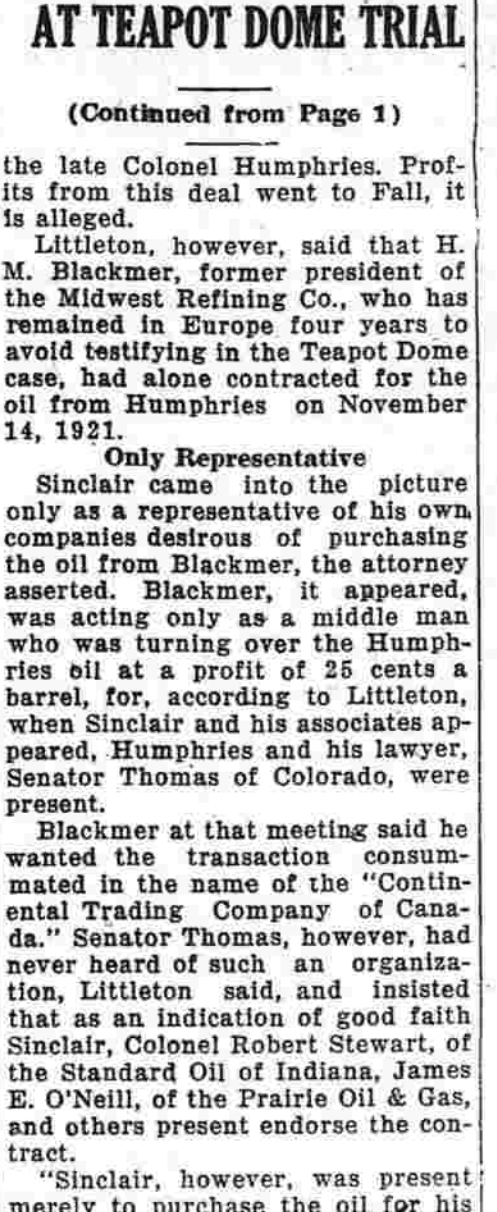 AT TEAPOT DOME TRIAL
(Continued from Page 1)
the late Colonel Humphries. Prof-
its from this deal went to Fall, it
is alleged.
Littleton, however, said that H.
M. Blackmer, former president of
the Midwest Refining Co., who has
remained in Europe four years to
avoid testifying in the Teapot Dome
case, had alone contracted for the
oil from Humphries on November
14, 1921.
Only Representative
Sinclair came into the picture
only as a representative of his own
companies desirous of purchasing
the oil from Blackmer, the attorney
asserted. Blackmer, it appeared,
was acting only as a middle man
who was turning over the Humph-
ries oil at a profit of 25 cents a
barrel, for, according to Littleton,
when Sinclair and his associates ap-
peared, Humphries and his lawyer,
Senator Thomas of Colorado, were
present.
Blackmer at that meeting said he
wanted the transaction consum-
mated in the name of the "Contin-
ental Trading Company of Cana-
da." Senator Thomas, however, had
never heard of such an organiza-
tion, Littleton said, and insisted
that as an indication of good faith
Sinclair, Colonel Robert Stewart, of
the Standard Oil of Indiana, James
E. O'Neill, of the Prairie Oil & Gas,
and others present endorse the con-
tract.
"Sinclair, however, was present
merely to purchase the oil for his